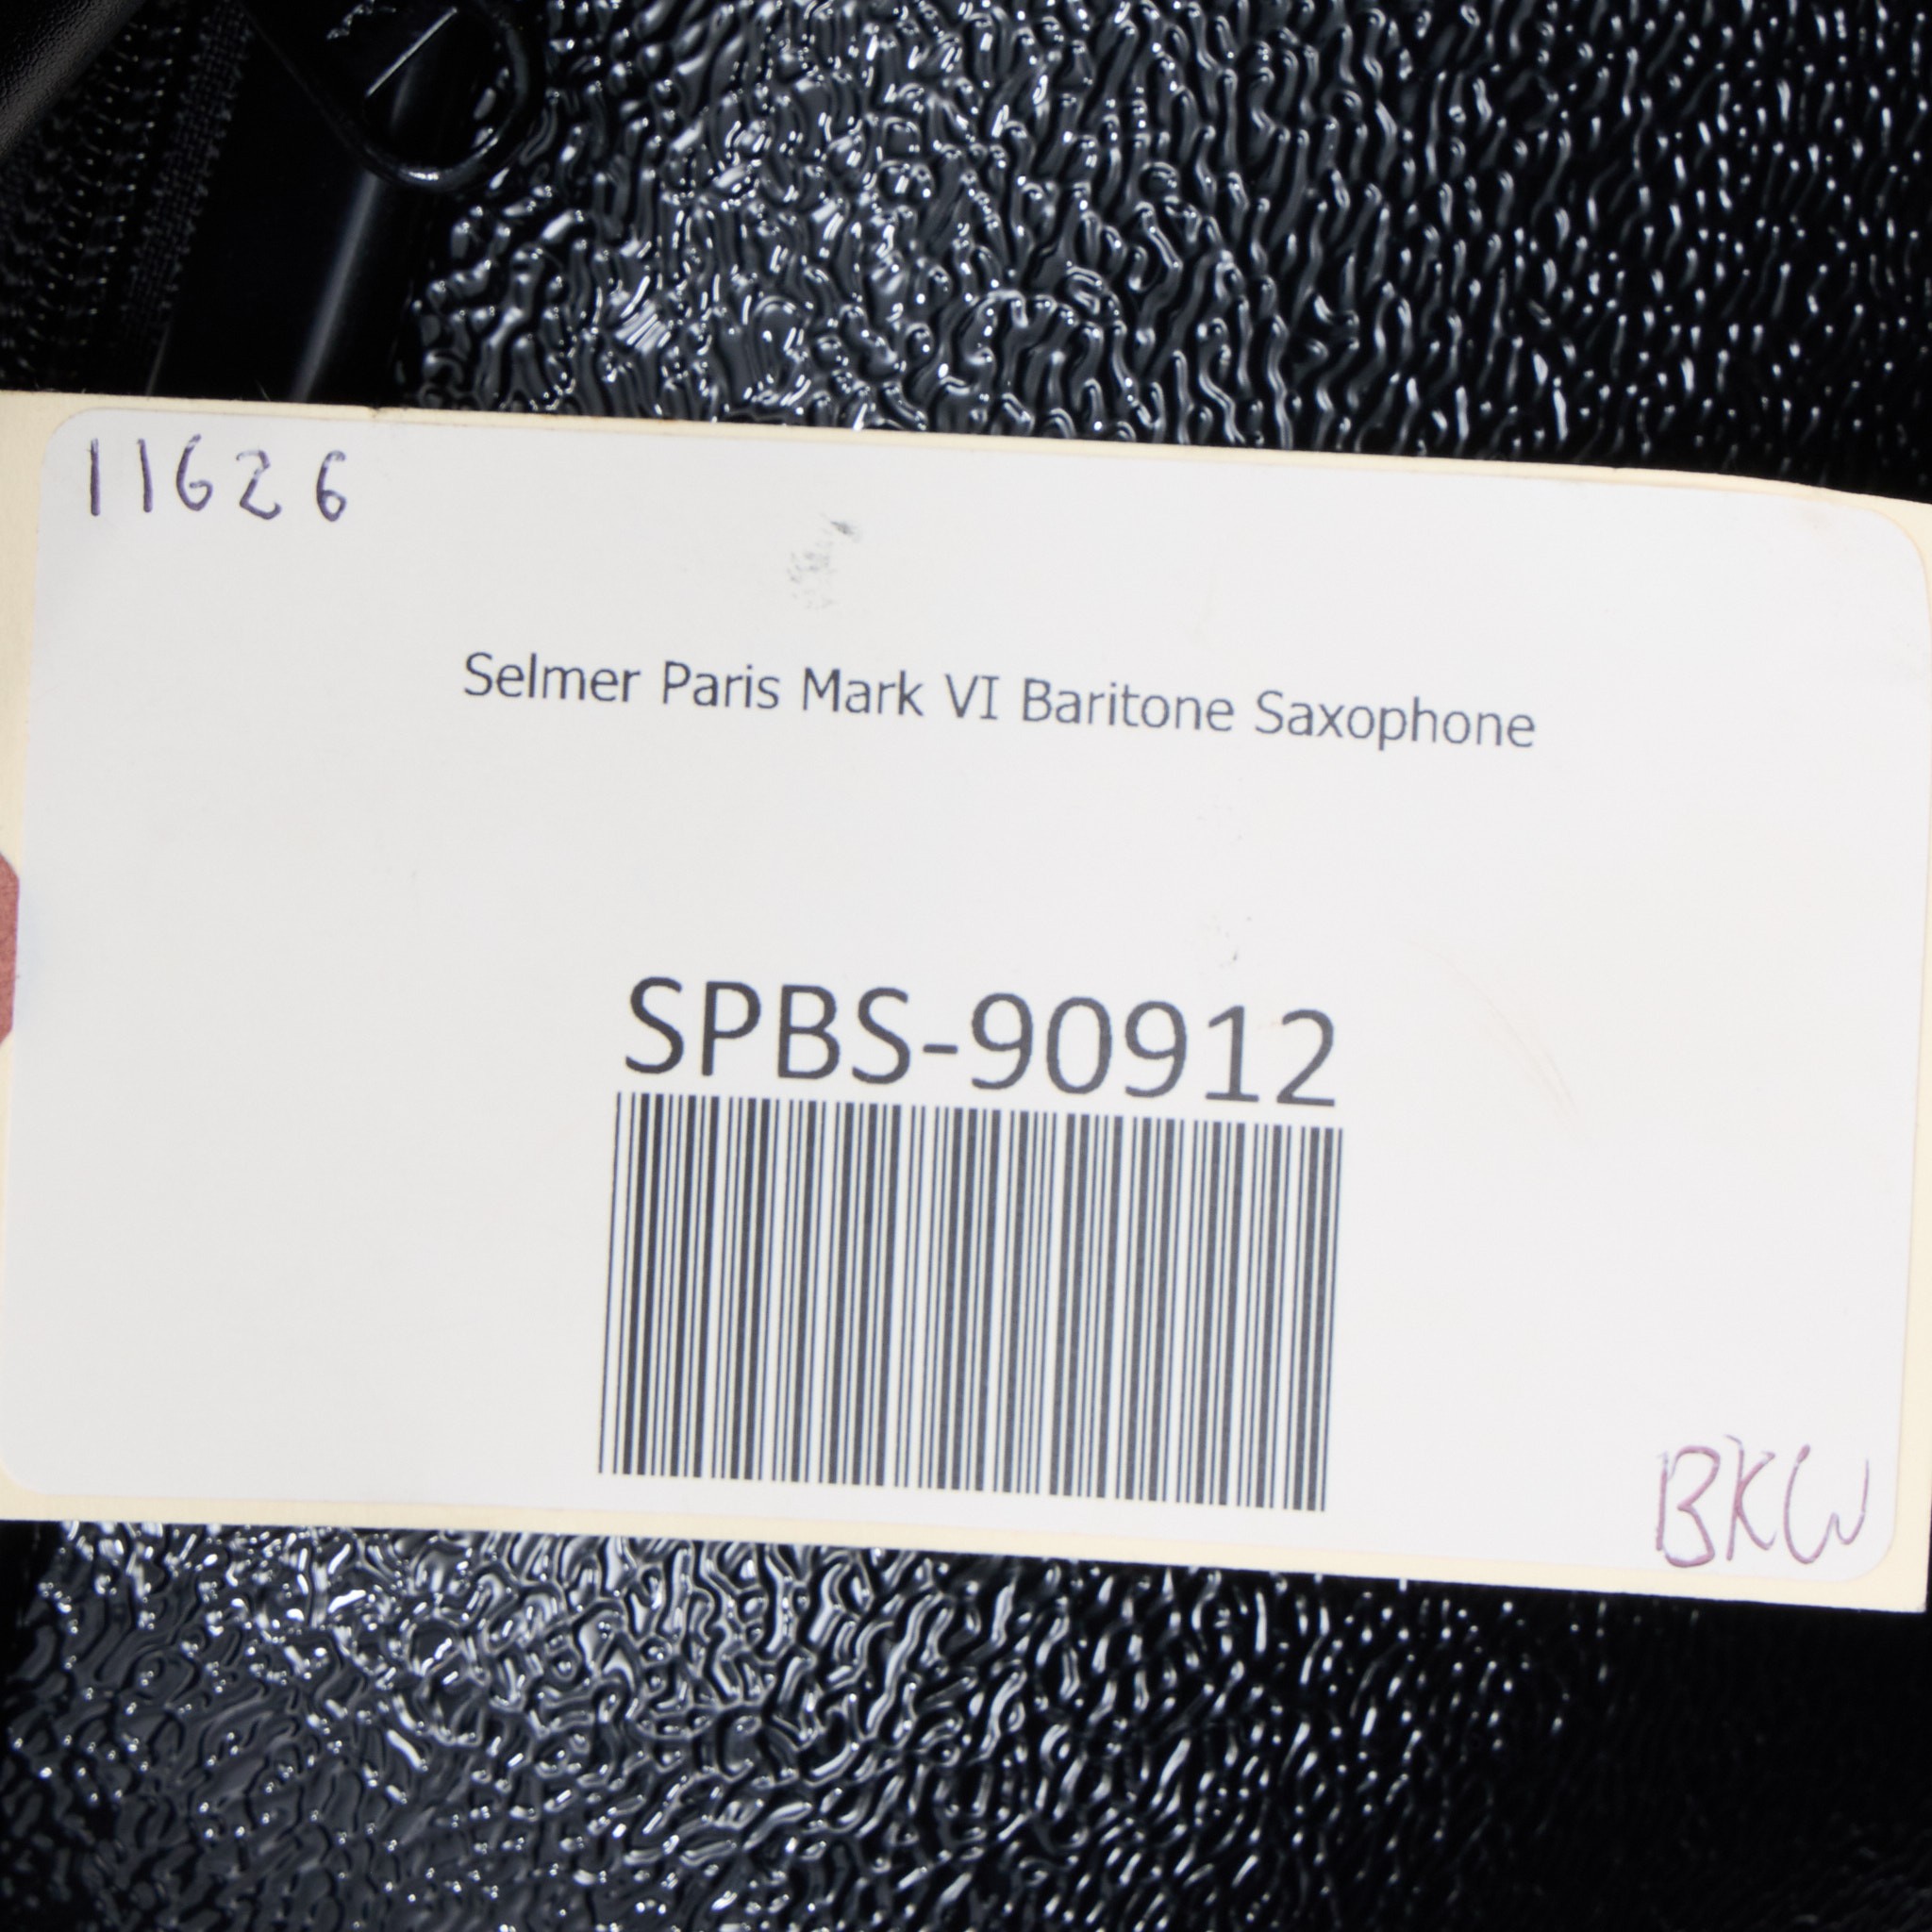 11626
Selmer Paris Mark VI Baritone Saxophone
SPBS-90912
BKW